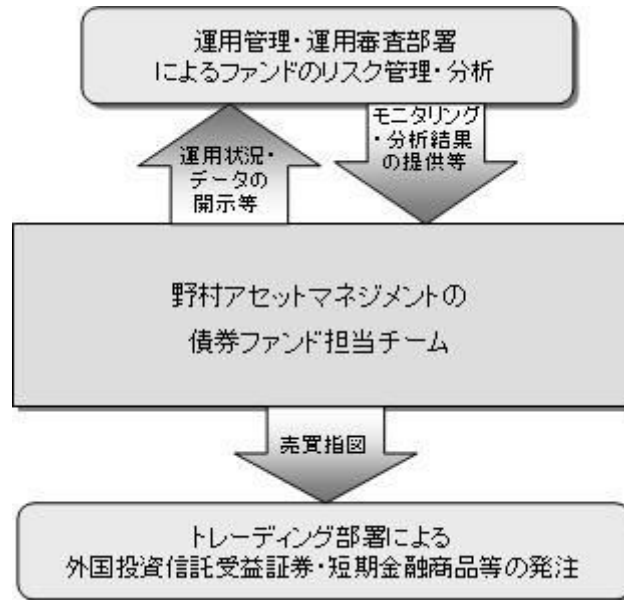 運用管理・運用審査部署
によるファンドのリスク管理・分析
運用状況・
データの
開示等
モニタリング
・分析結果
の提供等
野村アセットマネジメントの
債券ファンド担当チーム
売買指図
トレーディング部署による
外国投資信託受益証券・短期金融商品等の発注